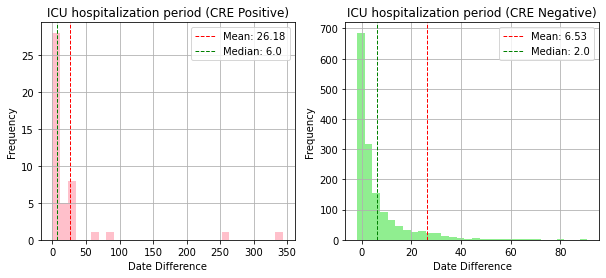 ICU hospitalization period (CRE Positive)
Mean: 26.18
Median: 6.0
Frequency
25
20
15
10
5
0
0 50 100 150 200 250 300 350
Date Difference
ICU hospitalization period (CRE Negative)
Mean: 6.53
Median: 2.0
Frequency
700
600
500
400
300
200
100
0
0 20 40 60 80
Date Difference